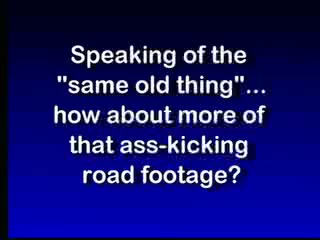 Speaking of the
"same old thing"...
how about more of
that ass-kicking
road footage?